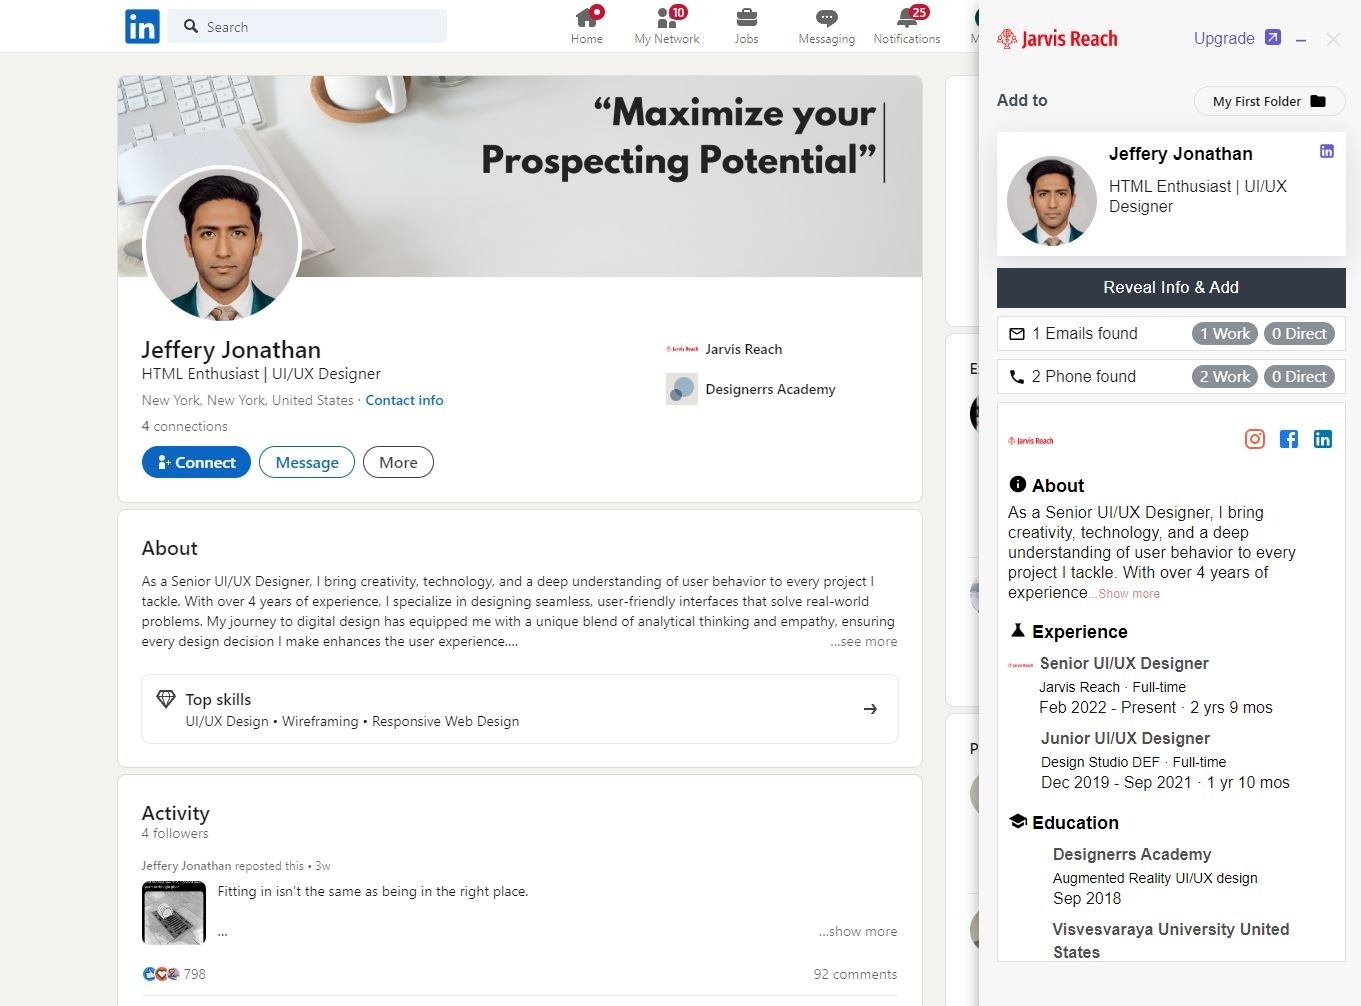 in
Search
10
25
Home
My Network
Jobs
Messaging
Notifications
M
“Maximize your
Prospecting Potential”
Jeffery Jonathan
HTML Enthusiast | UI/UX Designer
New York, New York, United States · Contact info
4 connections
Connect
Message
More
Jarvis Reach
Jarvis Reach
Designerrs Academy
About
As a Senior UI/UX Designer, I bring creativity, technology, and a deep understanding of user behavior to every project I
tackle. With over 4 years of experience, I specialize in designing seamless, user-friendly interfaces that solve real-world
problems. My journey to digital design has equipped me with a unique blend of analytical thinking and empathy, ensuring
every design decision I make enhances the user experience.... ...see more
Top skills
UI/UX Design • Wireframing • Responsive Web Design
Activity
4 followers
Jeffery Jonathan reposted this • 3w
Fitting in isn't the same as being in the right place.
... ...show more
798
92 comments
E
P
Jarvis Reach
Upgrade
Add to
My First Folder
Jeffery Jonathan
in
HTML Enthusiast | UI/UX
Designer
Reveal Info & Add
1 Emails found 1 Work 0 Direct
2 Phone found 2 Work 0 Direct
Jarvis Reach
in
About
As a Senior UI/UX Designer, I bring
creativity, technology, and a deep
understanding of user behavior to every
project I tackle. With over 4 years of
experience...Show more
Experience
Jarvis Reach
Senior UI/UX Designer
Jarvis Reach · Full-time
Feb 2022 - Present · 2 yrs 9 mos
Junior UI/UX Designer
Design Studio DEF · Full-time
Dec 2019 - Sep 2021 · 1 yr 10 mos
Education
Designerrs Academy
Augmented Reality UI/UX design
Sep 2018
Visvesvaraya University United
States